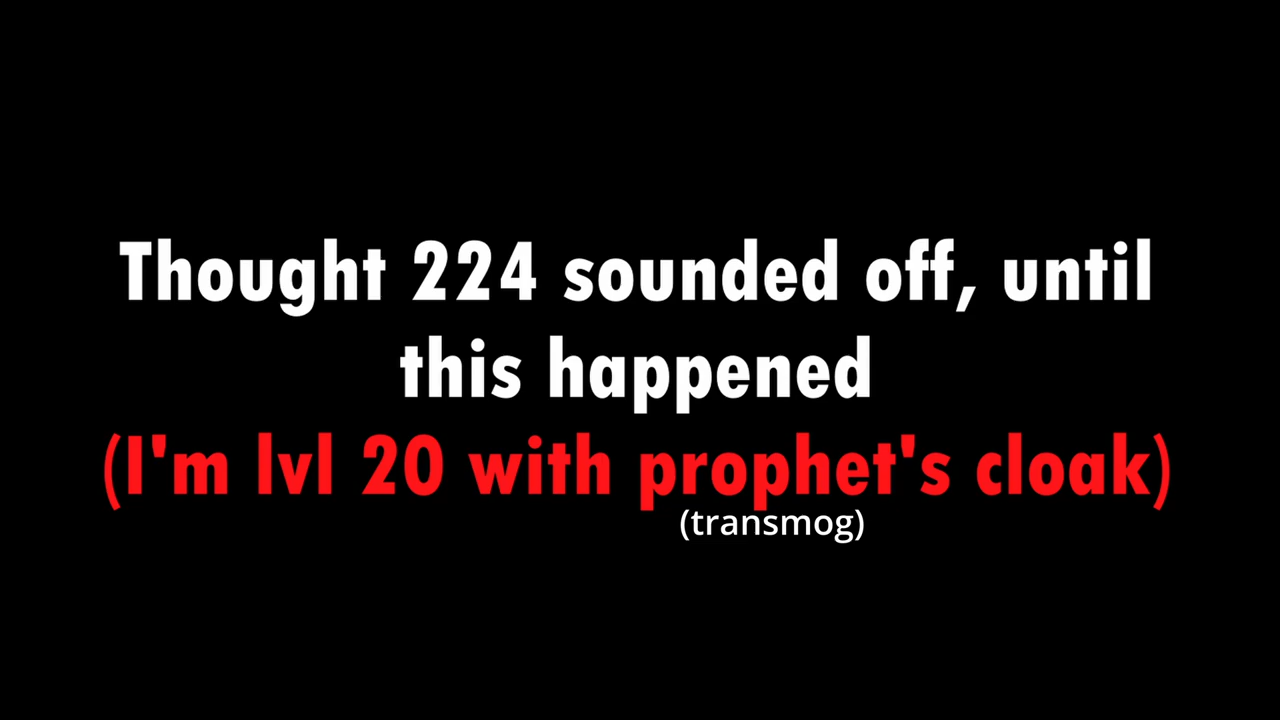 Thought 224 sounded off, until
this happened
(I'm lvl 20 with prophet's cloak)
(transmog)